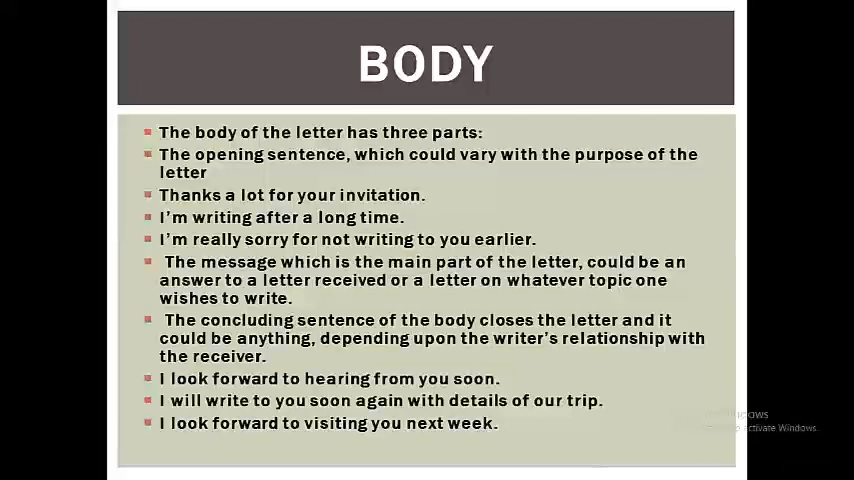 BODY
The body of the letter has three parts:
The opening sentence, which could vary with the purpose of the
letter
Thanks a lot for your invitation.
I'm writing after a long time.
I'm really sorry for not writing to you earlier.
The message which is the main part of the letter, could be an
answer to a letter received or a letter on whatever topic one
wishes to write.
The concluding sentence of the body closes the letter and it
could be anything, depending upon the writer's relationship with
the receiver.
I look forward to hearing from you soon.
I will write to you soon again with details of our trip.
I look forward to visiting you next week.
Activate Windows.